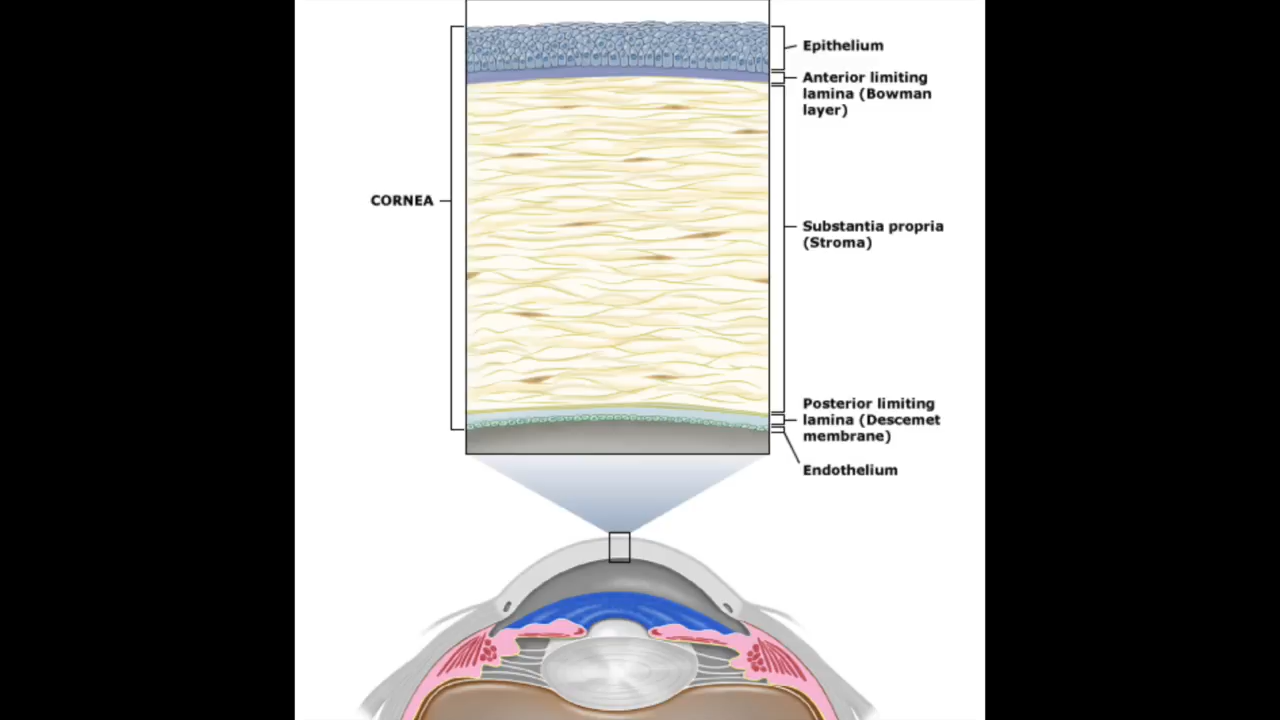 Epithelium
Anterior limiting
lamina (Bowman
layer)
CORNEA
Substantia propria
(Stroma)
Posterior limiting
lamina (Descemet
membrane)
Endothelium